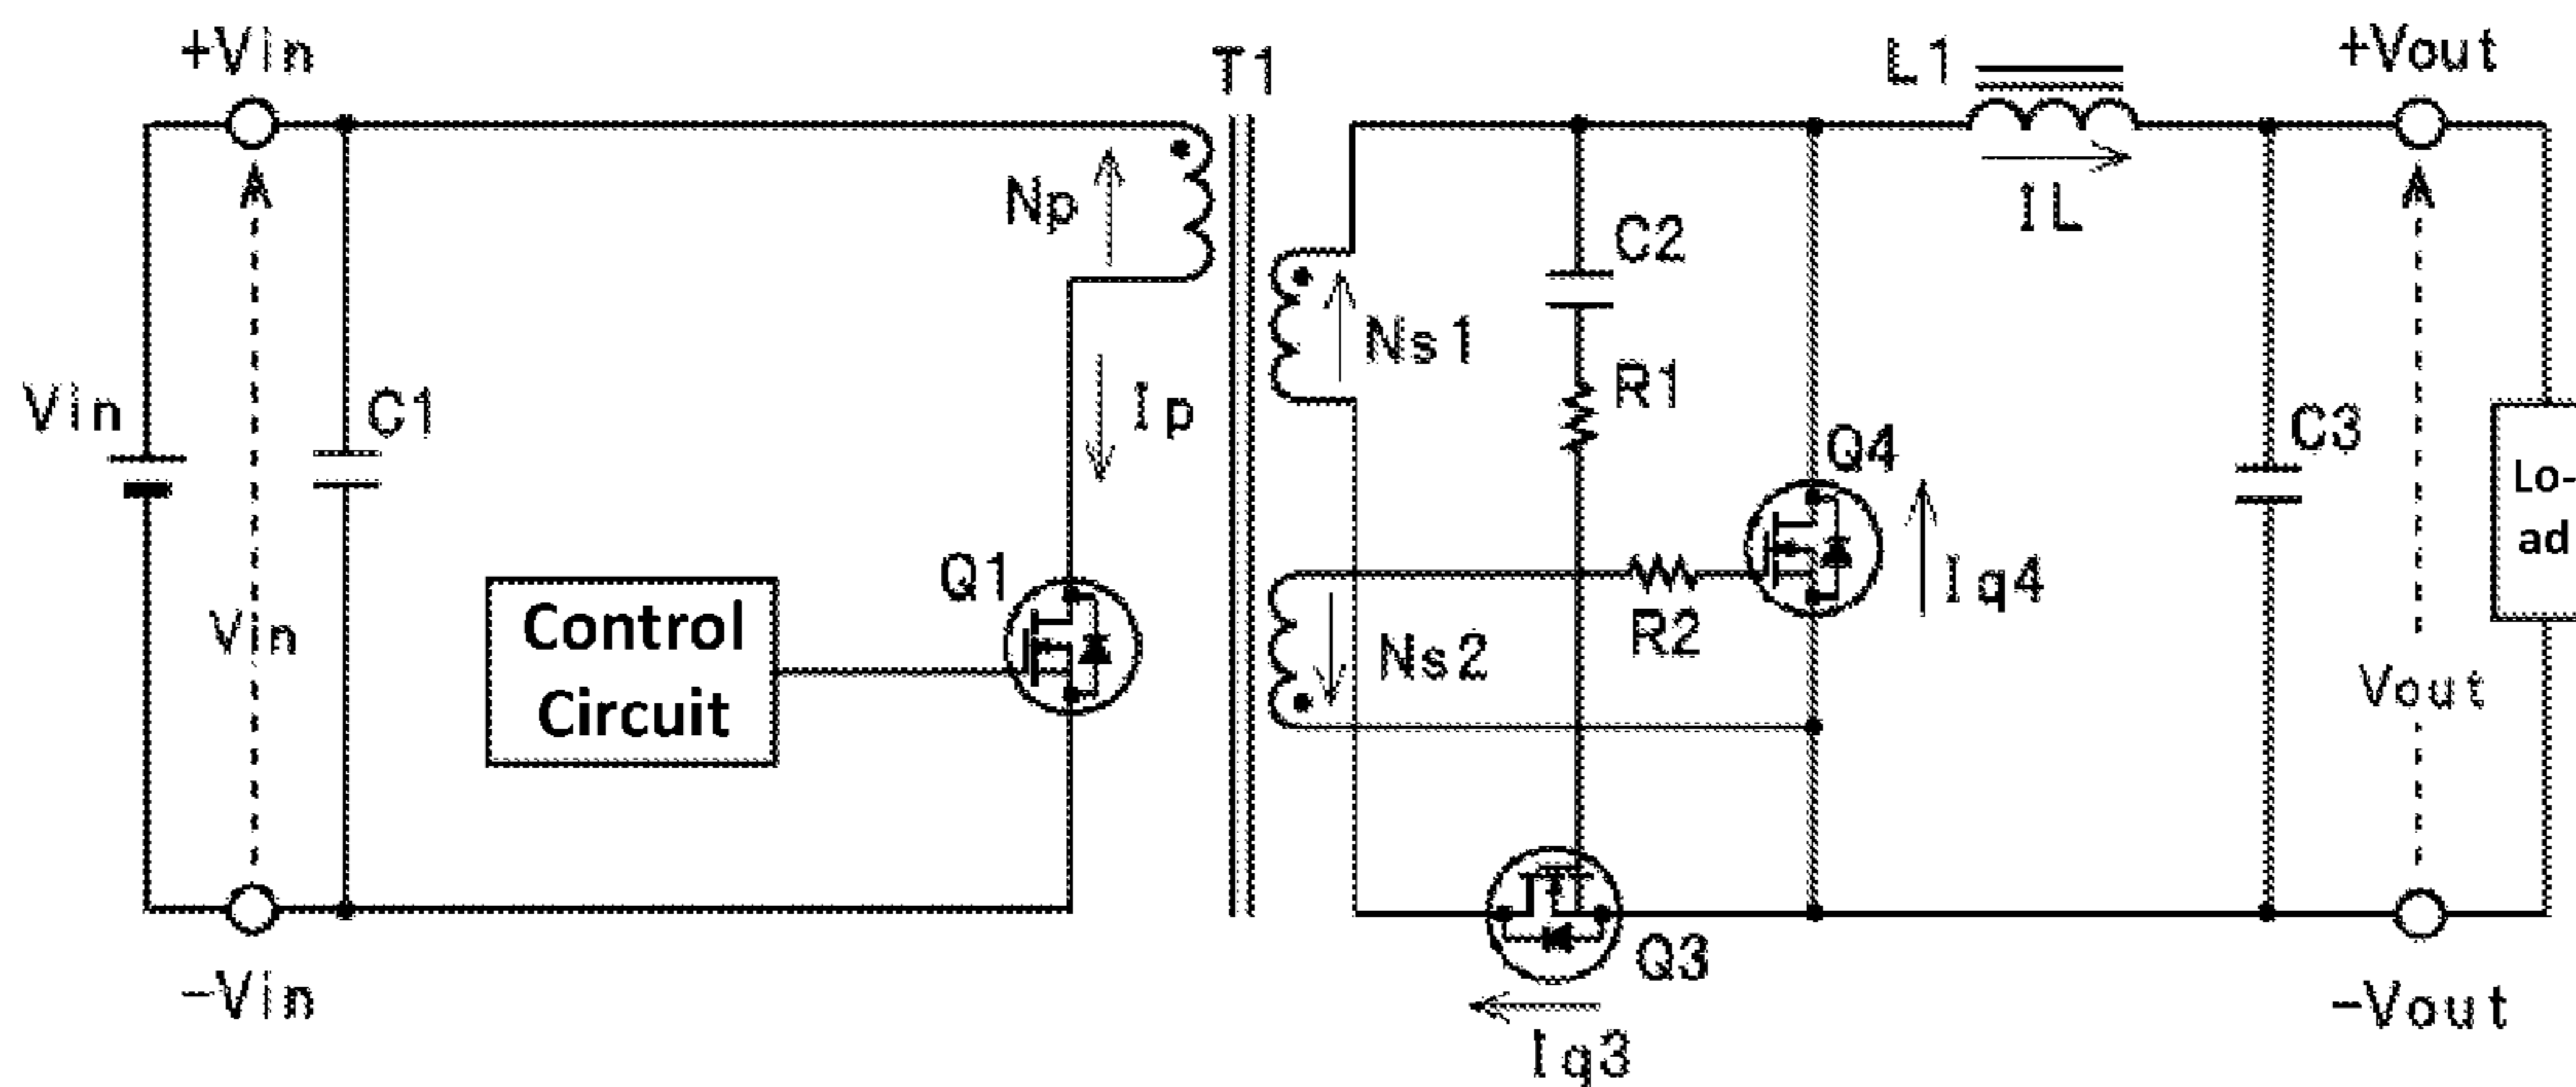 +Vin
T1
L1
+Vout
Np
C2
IL
Ns1
Vin
C1
Ip
R1
Q4
C3
Lo-
ad
Q1
Iq4
Control
Circuit
Vin
R2
Ns2
Vout
Q3
-Vin
-Vout
Iq3